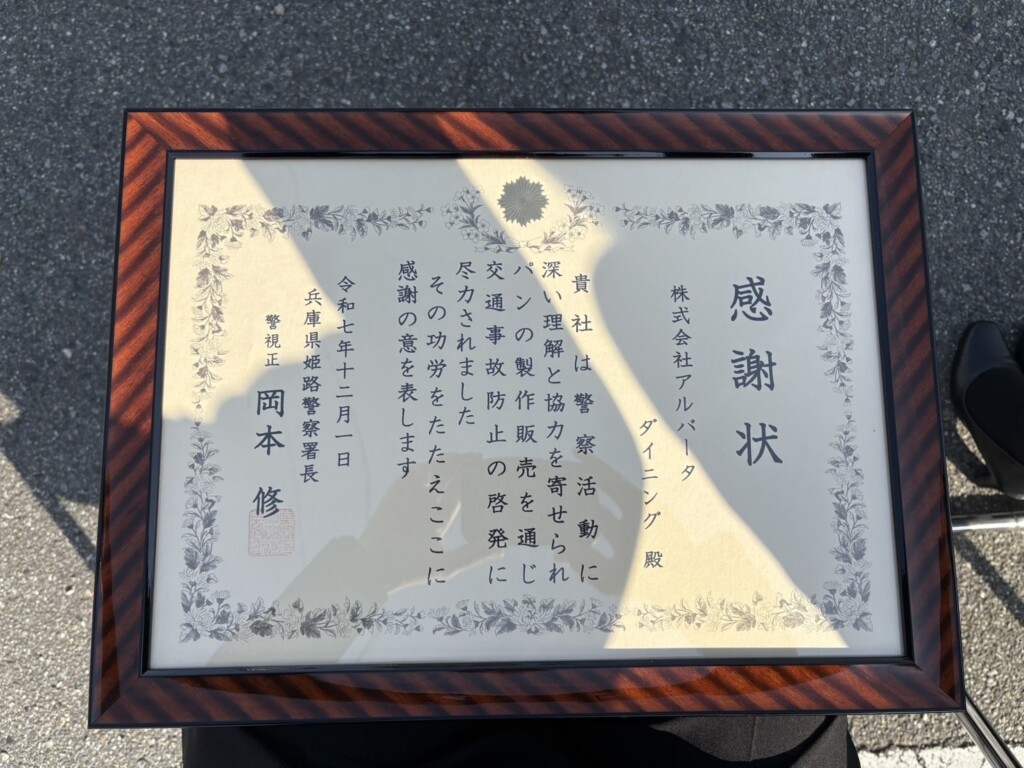 感謝状
株式会社アルバータ
ダイニング 殿
貴社は警察活動に
深い理解と協力を寄せられ
パンの製作販売を通じ
交通事故防止の啓発に
尽力されました
その功労をたたえここに
感謝の意を表します
令和七年十二月一日
兵庫県姫路警察署長
警視正 岡本 修